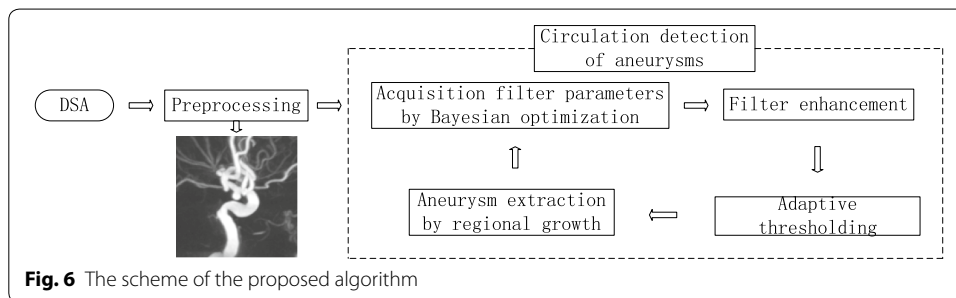 Circulation detection
of aneurysms
DSA
Preprocessing
Acquisition filter parameters
by Bayesian optimization
Filter enhancement
Aneurysm extraction
by regional growth
Adaptive
thresholding
Fig. 6 The scheme of the proposed algorithm